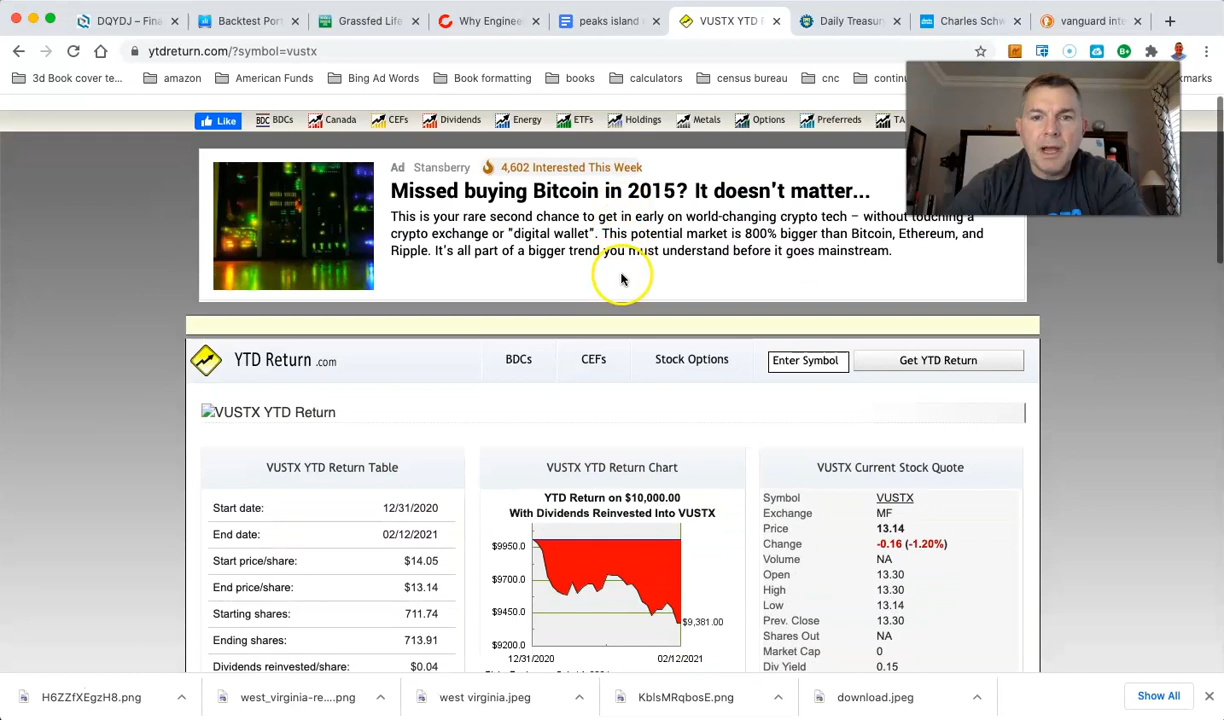 DQYDJ – Fina
Backtest Port
Grassfed Life
Why Enginee
peaks island
VUSTX YTD R
Daily Treasu
Charles Schw
vanguard inte
ytdreturn.com/?symbol=vustx
3d Book cover te...
amazon
American Funds
Bing Ad Words
Book formatting
books
calculators
census bureau
cnc
continu
kmarks
Like
BDC BDCs
Canada
CEFs
Dividends
Energy
ETFs
Holdings
Metals
Options
Preferreds
TA
Ad Stansberry 4,602 Interested This Week
Missed buying Bitcoin in 2015? It doesn't matter...
This is your rare second chance to get in early on world-changing crypto tech – without touching a
crypto exchange or "digital wallet". This potential market is 800% bigger than Bitcoin, Ethereum, and
Ripple. It's all part of a bigger trend you must understand before it goes mainstream.
YTD Return .com
BDCs
CEFs
Stock Options
Enter Symbol
Get YTD Return
VUSTX YTD Return
VUSTX YTD Return Table
Start date: 12/31/2020
End date: 02/12/2021
Start price/share: $14.05
End price/share: $13.14
Starting shares: 711.74
Ending shares: 713.91
Dividends reinvested/share: $0.04
VUSTX YTD Return Chart
YTD Return on $10,000.00
With Dividends Reinvested Into VUSTX
$9950.0
$9700.0
$9450.0
$9200.0
$9,381.00
12/31/2020
02/12/2021
VUSTX Current Stock Quote
Symbol VUSTX
Exchange MF
Price 13.14
Change -0.16 (-1.20%)
Volume NA
Open 13.30
High 13.30
Low 13.14
Prev. Close 13.30
Shares Out NA
Market Cap 0
Div Yield 0.15
H6ZZfXEgzH8.png
west_virginia-re....png
west virginia.jpeg
KblsMRqbosE.png
download.jpeg
Show All